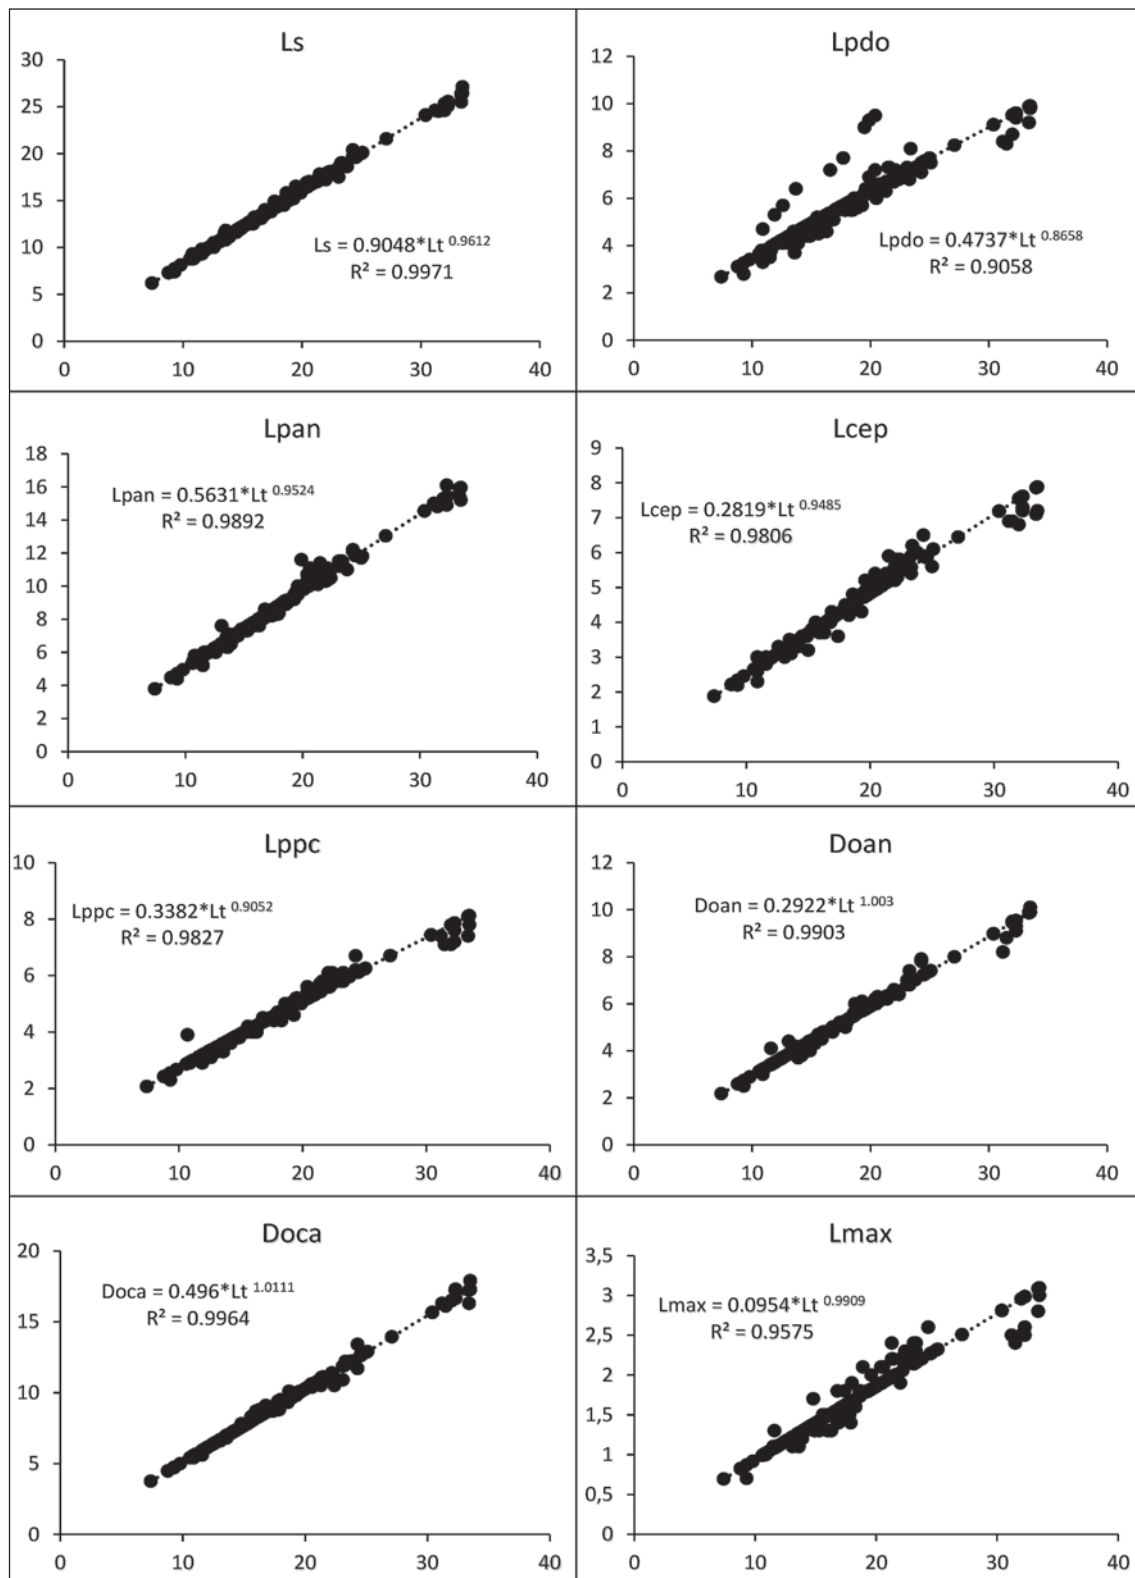 Ls
30
25
20
15
10
5
0
0 10 20 30 40
Ls = 0.9048*Lt 0.9612
R² = 0.9971
Lpdo
12
10
8
6
4
2
0
0 10 20 30 40
Lpdo = 0.4737*Lt 0.8658
R² = 0.9058
Lpan
18
16
14
12
10
8
6
4
2
0
0 10 20 30 40
Lpan = 0.5631*Lt 0.9524
R² = 0.9892
Lcep
9
8
7
6
5
4
3
2
1
0
0 10 20 30 40
Lcep = 0.2819*Lt 0.9485
R² = 0.9806
Lppc
10
8
6
4
2
0
0 10 20 30 40
Lppc = 0.3382*Lt 0.9052
R² = 0.9827
Doan
12
10
8
6
4
2
0
0 10 20 30 40
Doan = 0.2922*Lt 1.003
R² = 0.9903
Doca
20
15
10
5
0
0 10 20 30 40
Doca = 0.496*Lt 1.0111
R² = 0.9964
Lmax
3,5
3
2,5
2
1,5
1
0,5
0
0 10 20 30 40
Lmax = 0.0954*Lt 0.9909
R² = 0.9575